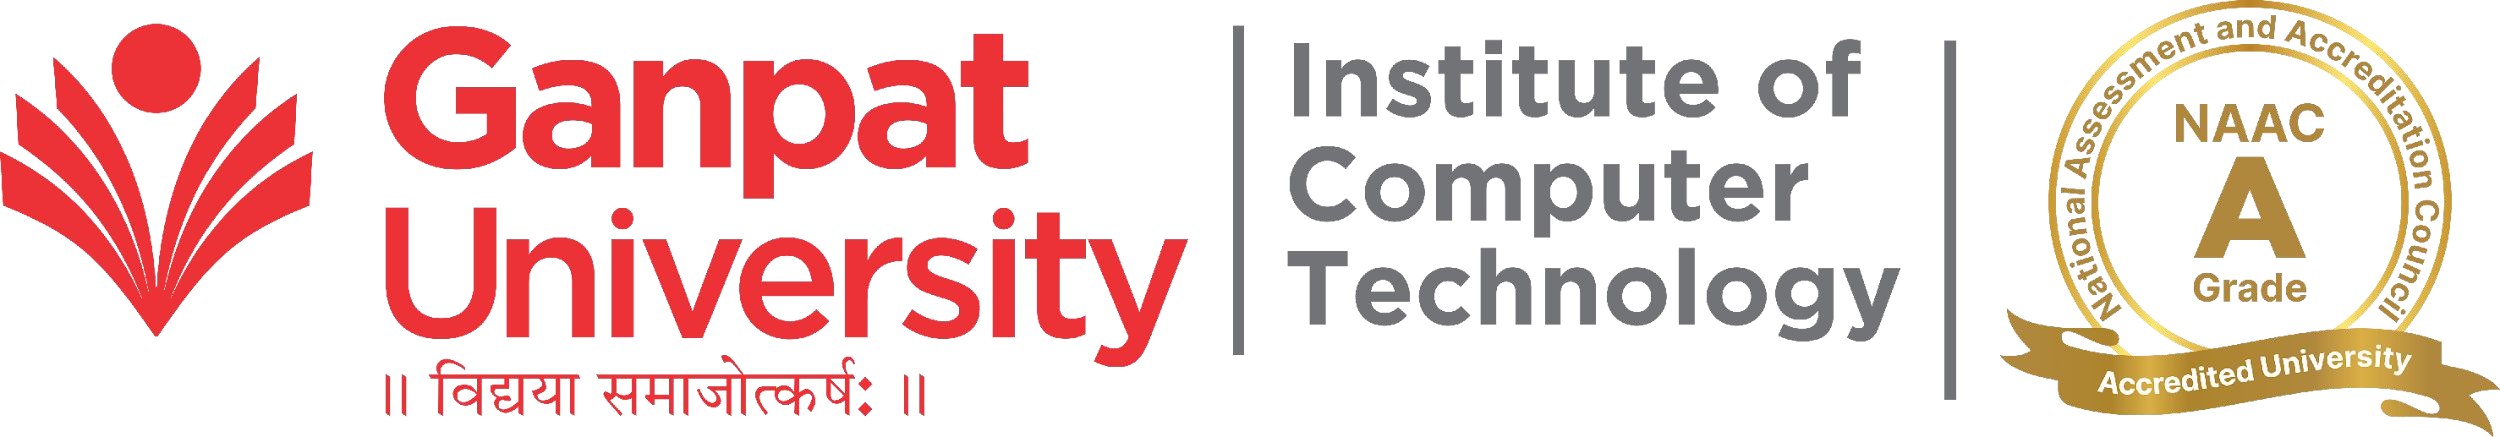 Ganpat
University
॥ विद्यया समाजोत्कर्षः ॥
Institute of
Computer
Technology
National Assessment and Accreditation Council
NAAC
A
Grade
Accredited University